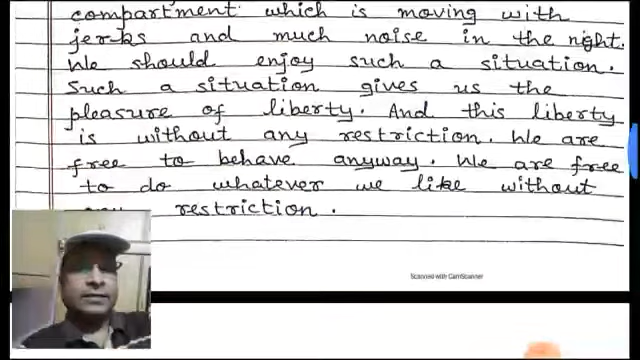 compartment which is moving with
jerks and much noise in the night.
We should enjoy such a situation.
Such a situation gives us the
pleasure of liberty. And this liberty
is without any restriction. We are
free to behave anyway. We are free
to do whatever we like without
any restriction.
Scanned with CamScanner